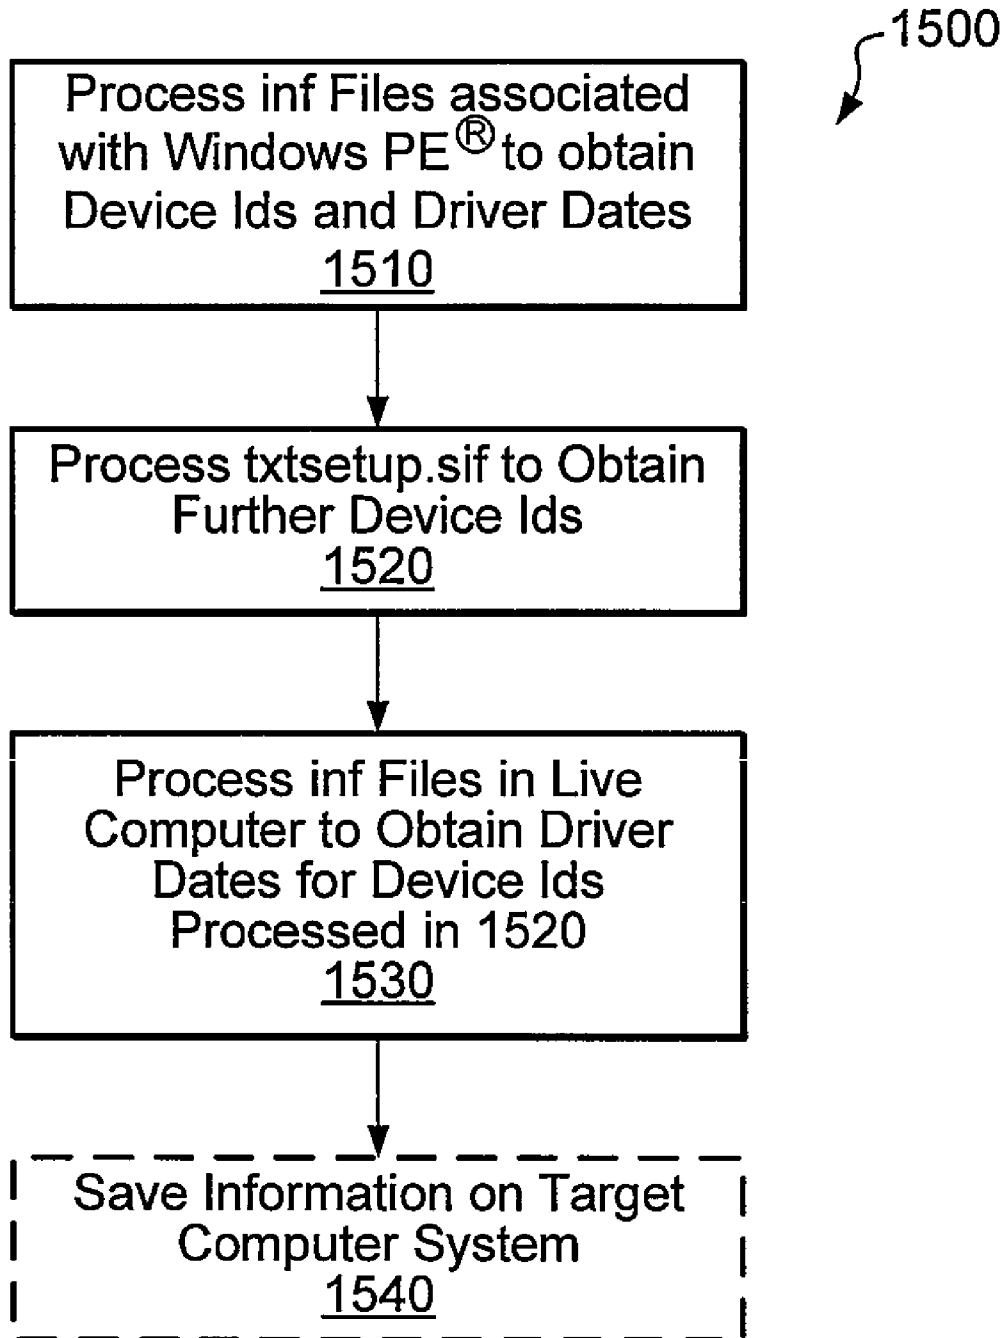 1500
Process inf Files associated
with Windows PE® to obtain
Device Ids and Driver Dates
1510
Process txtsetup.sif to Obtain
Further Device Ids
1520
Process inf Files in Live
Computer to Obtain Driver
Dates for Device Ids
Processed in 1520
1530
Save Information on Target
Computer System
1540